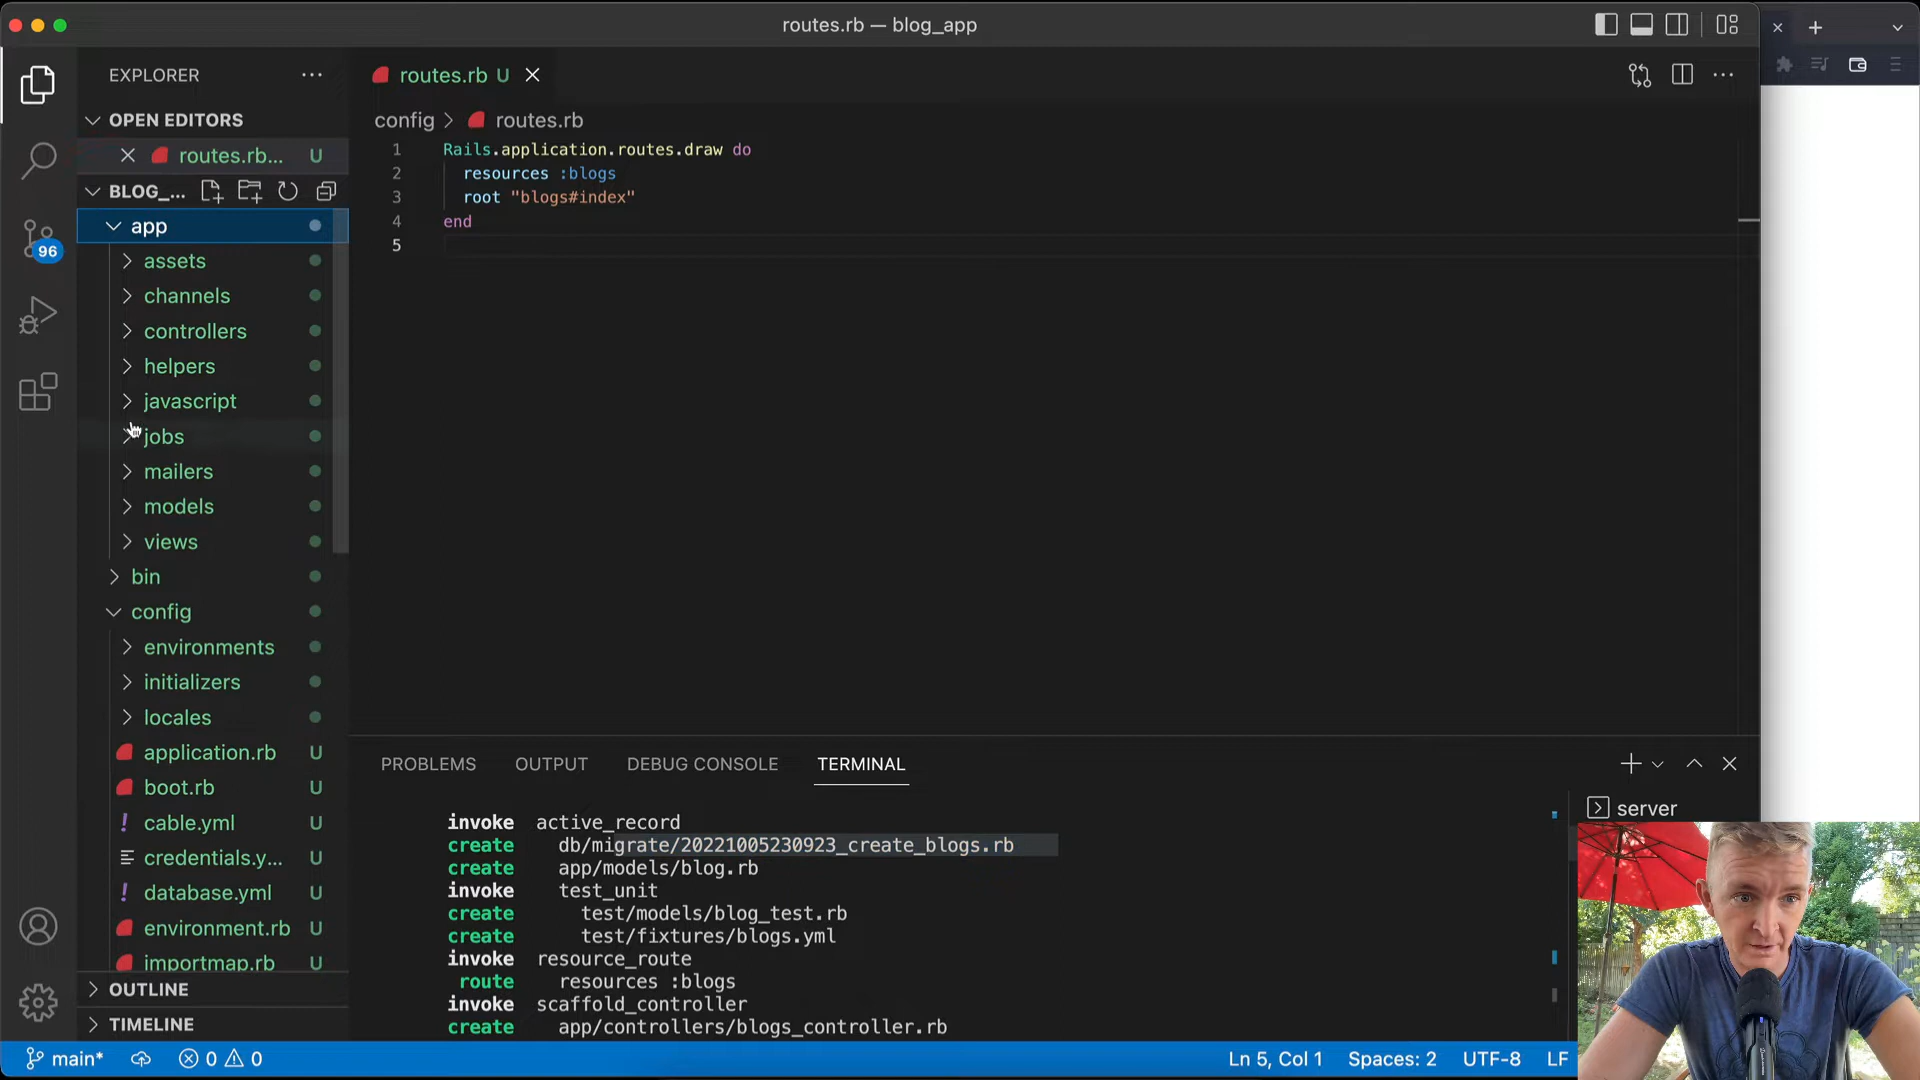 routes.rb — blog_app
EXPLORER
OPEN EDITORS
routes.rb... U
BLOG_...
app
assets
channels
controllers
helpers
javascript
jobs
mailers
models
views
bin
config
environments
initializers
locales
application.rb U
boot.rb U
cable.yml U
credentials.y... U
database.yml U
environment.rb U
importmap.rb U
OUTLINE
TIMELINE
96
routes.rb U
config > routes.rb
1 Rails.application.routes.draw do
2 resources :blogs
3 root "blogs#index"
4 end
5
PROBLEMS OUTPUT DEBUG CONSOLE TERMINAL
server
invoke active_record
create db/migrate/20221005230923_create_blogs.rb
create app/models/blog.rb
invoke test_unit
create test/models/blog_test.rb
create test/fixtures/blogs.yml
invoke resource_route
route resources :blogs
invoke scaffold_controller
create app/controllers/blogs_controller.rb
main* 0 0 Ln 5, Col 1 Spaces: 2 UTF-8 LF